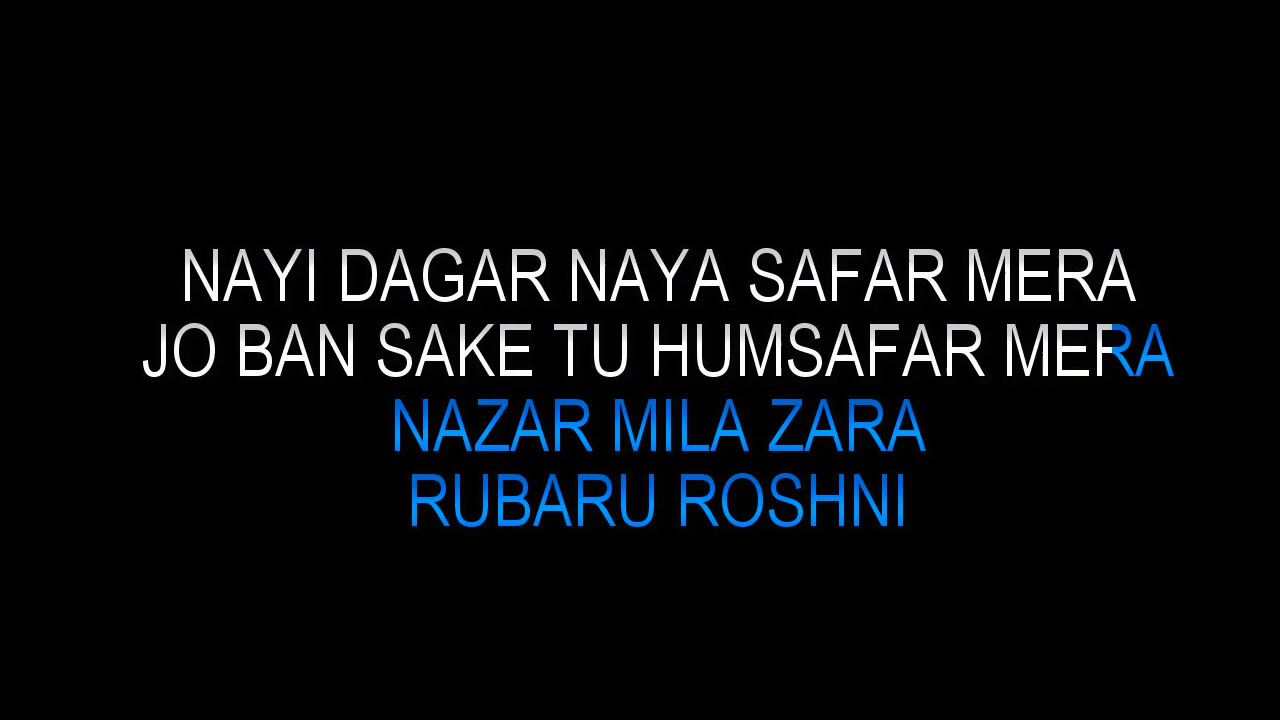 NAYI DAGAR NAYA SAFAR MERA
JO BAN SAKE TU HUMSAFAR MERA
NAZAR MILA ZARA
RUBARU ROSHNI